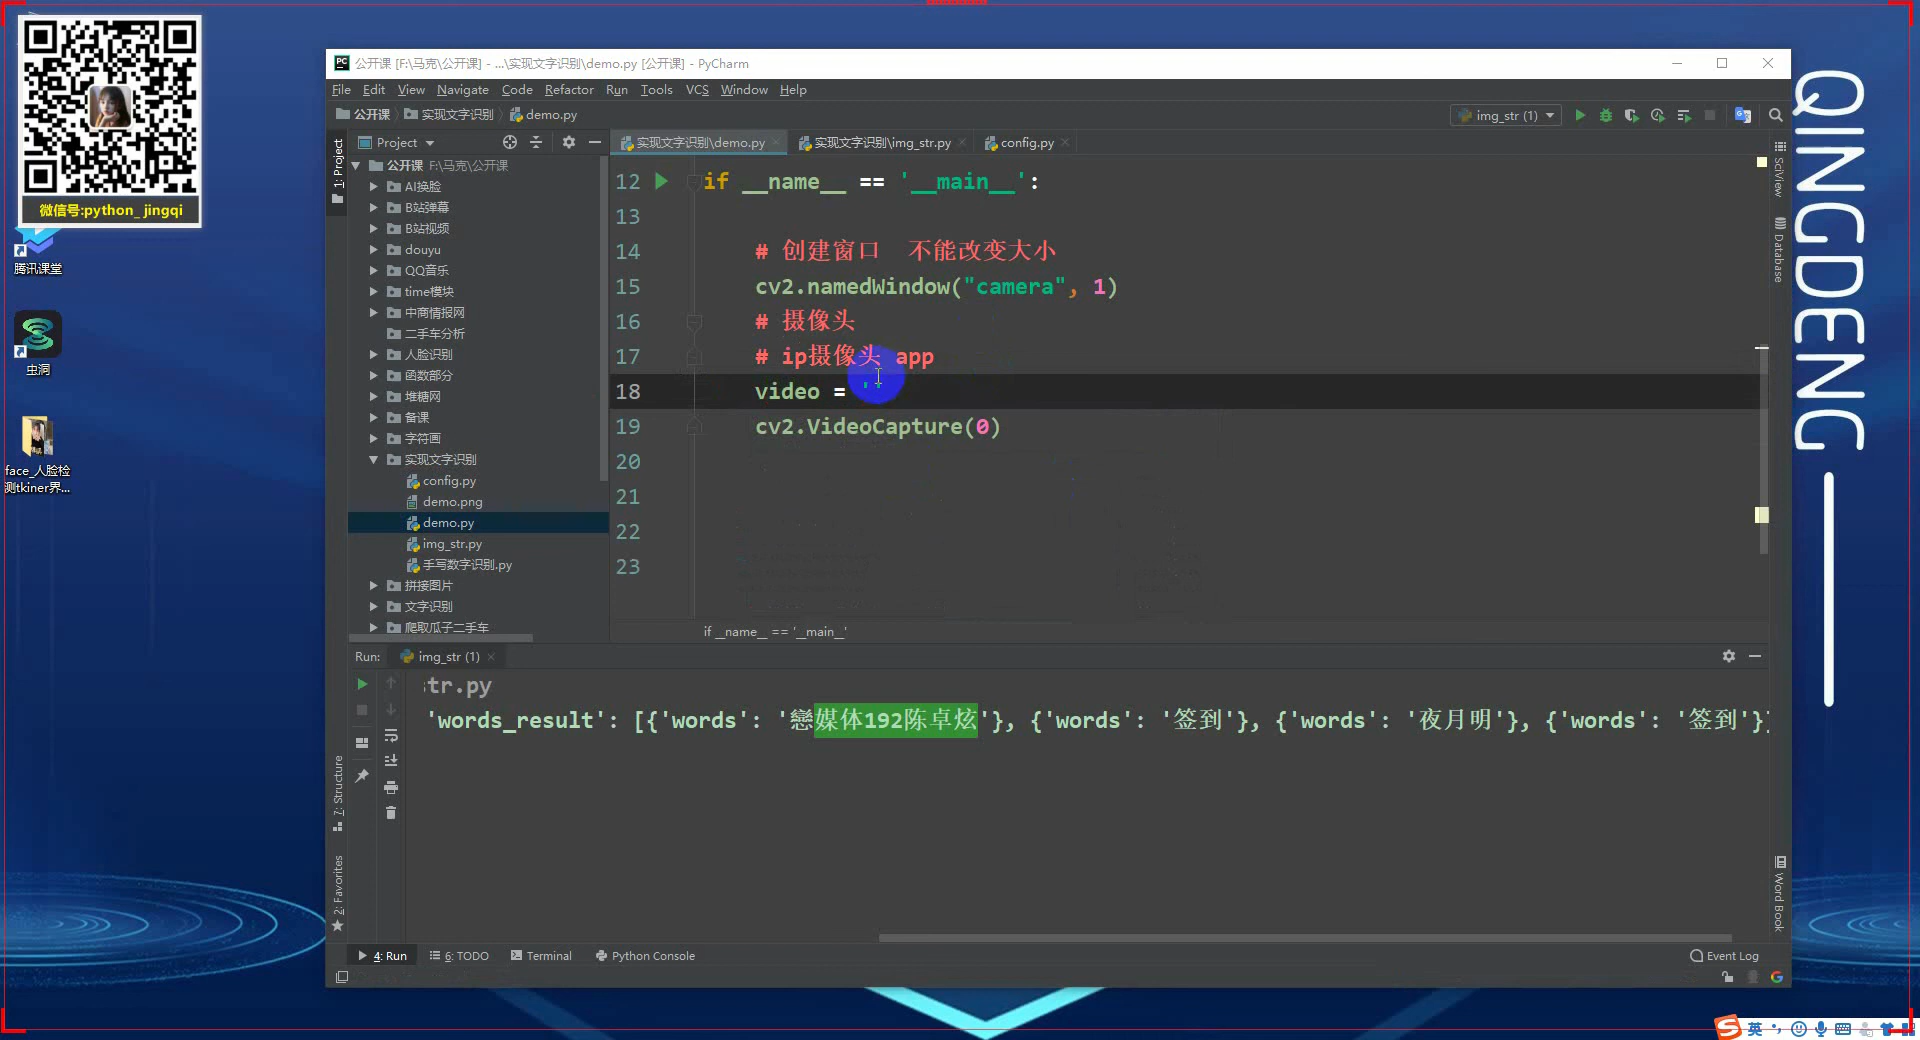 微信号:python_ jingqi
腾讯课堂
虫洞
face_人脸检
测tkiner界...
QINGDENG
公开课 [F:\马克\公开课] - ...\实现文字识别\demo.py [公开课] - PyCharm
File Edit View Navigate Code Refactor Run Tools VCS Window Help
公开课 实现文字识别 demo.py
img_str (1)
1: Project
Project
公开课 F:\马克\公开课
AI换脸
B站弹幕
B站视频
douyu
QQ音乐
time模块
中商情报网
二手车分析
人脸识别
函数部分
堆糖网
备课
字符画
实现文字识别
config.py
demo.png
demo.py
img_str.py
手写数字识别.py
拼接图片
文字识别
爬取瓜子二手车
实现文字识别\demo.py 实现文字识别\img_str.py config.py
12 if __name__ == '__main__':
13
14 # 创建窗口 不能改变大小
15 cv2.namedWindow("camera", 1)
16 # 摄像头
17 # ip摄像头 app
18 video = ''
19 cv2.VideoCapture(0)
20
21
22
23
if __name__ == '__main__'
SciView
Database
Word Book
Run: img_str (1)
tr.py
'words_result': [{'words': '戀媒体192陈卓炫'}, {'words': '签到'}, {'words': '夜月明'}, {'words': '签到'}]
7: Structure
2: Favorites
4: Run 6: TODO Terminal Python Console
Event Log
英